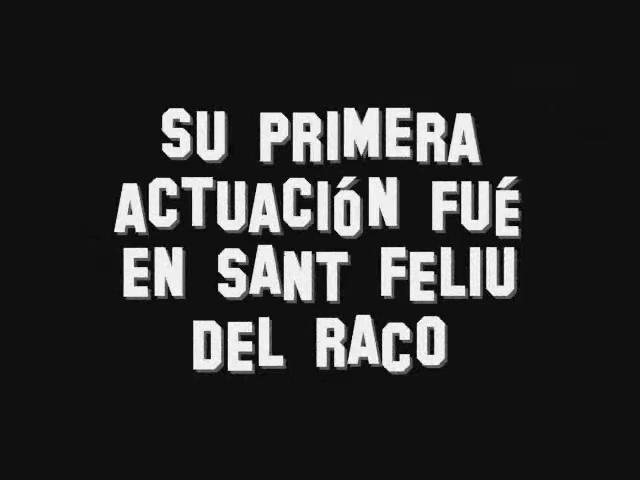 SU PRIMERA
ACTUACIÓN FUÉ
EN SANT FELIU
DEL RACO